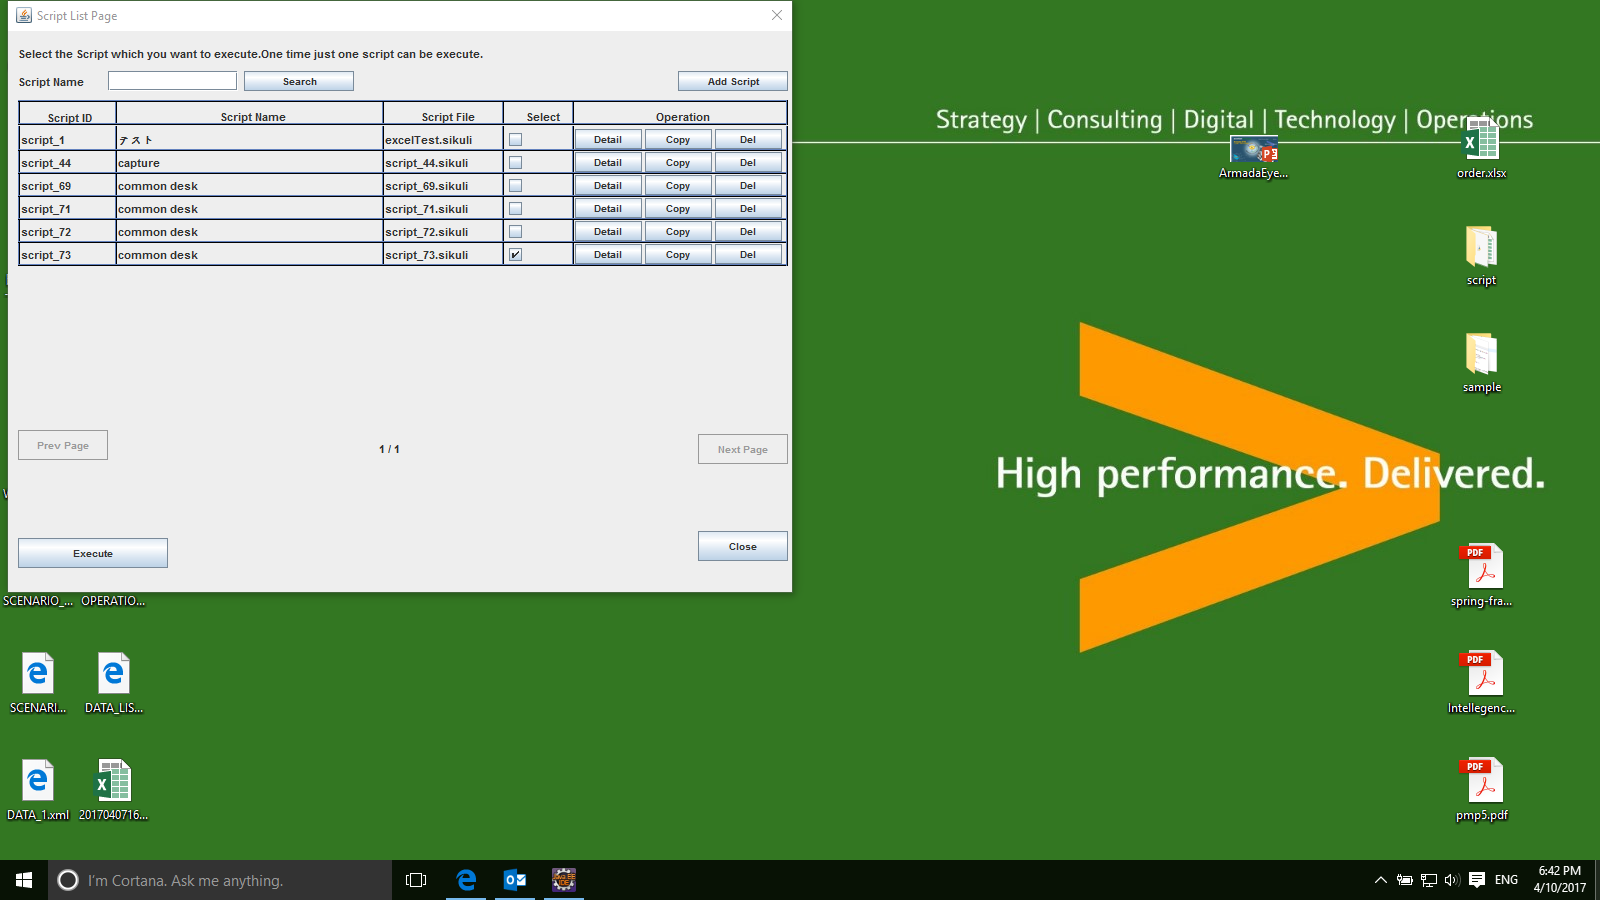 Script List Page
Select the Script which you want to execute.One time just one script can be execute.
Script Name Search Add Script
Script ID Script Name Script File Select Operation
script_1 テスト excelTest.sikuli Detail Copy Del
script_44 capture script_44.sikuli Detail Copy Del
script_69 common desk script_69.sikuli Detail Copy Del
script_71 common desk script_71.sikuli Detail Copy Del
script_72 common desk script_72.sikuli Detail Copy Del
script_73 common desk script_73.sikuli Detail Copy Del
Prev Page 1 / 1 Next Page
Execute Close
Strategy | Consulting | Digital | Technology | Operations
ArmadaEye... order.xlsx
script
sample
High performance. Delivered.
PDF
spring-fra...
PDF
Intellegenc...
PDF
pmp5.pdf
SCENARIO_... OPERATIO...
SCENARI... DATA_LIS...
DATA_1.xml 2017040716...
I'm Cortana. Ask me anything.
ENG
6:42 PM
4/10/2017